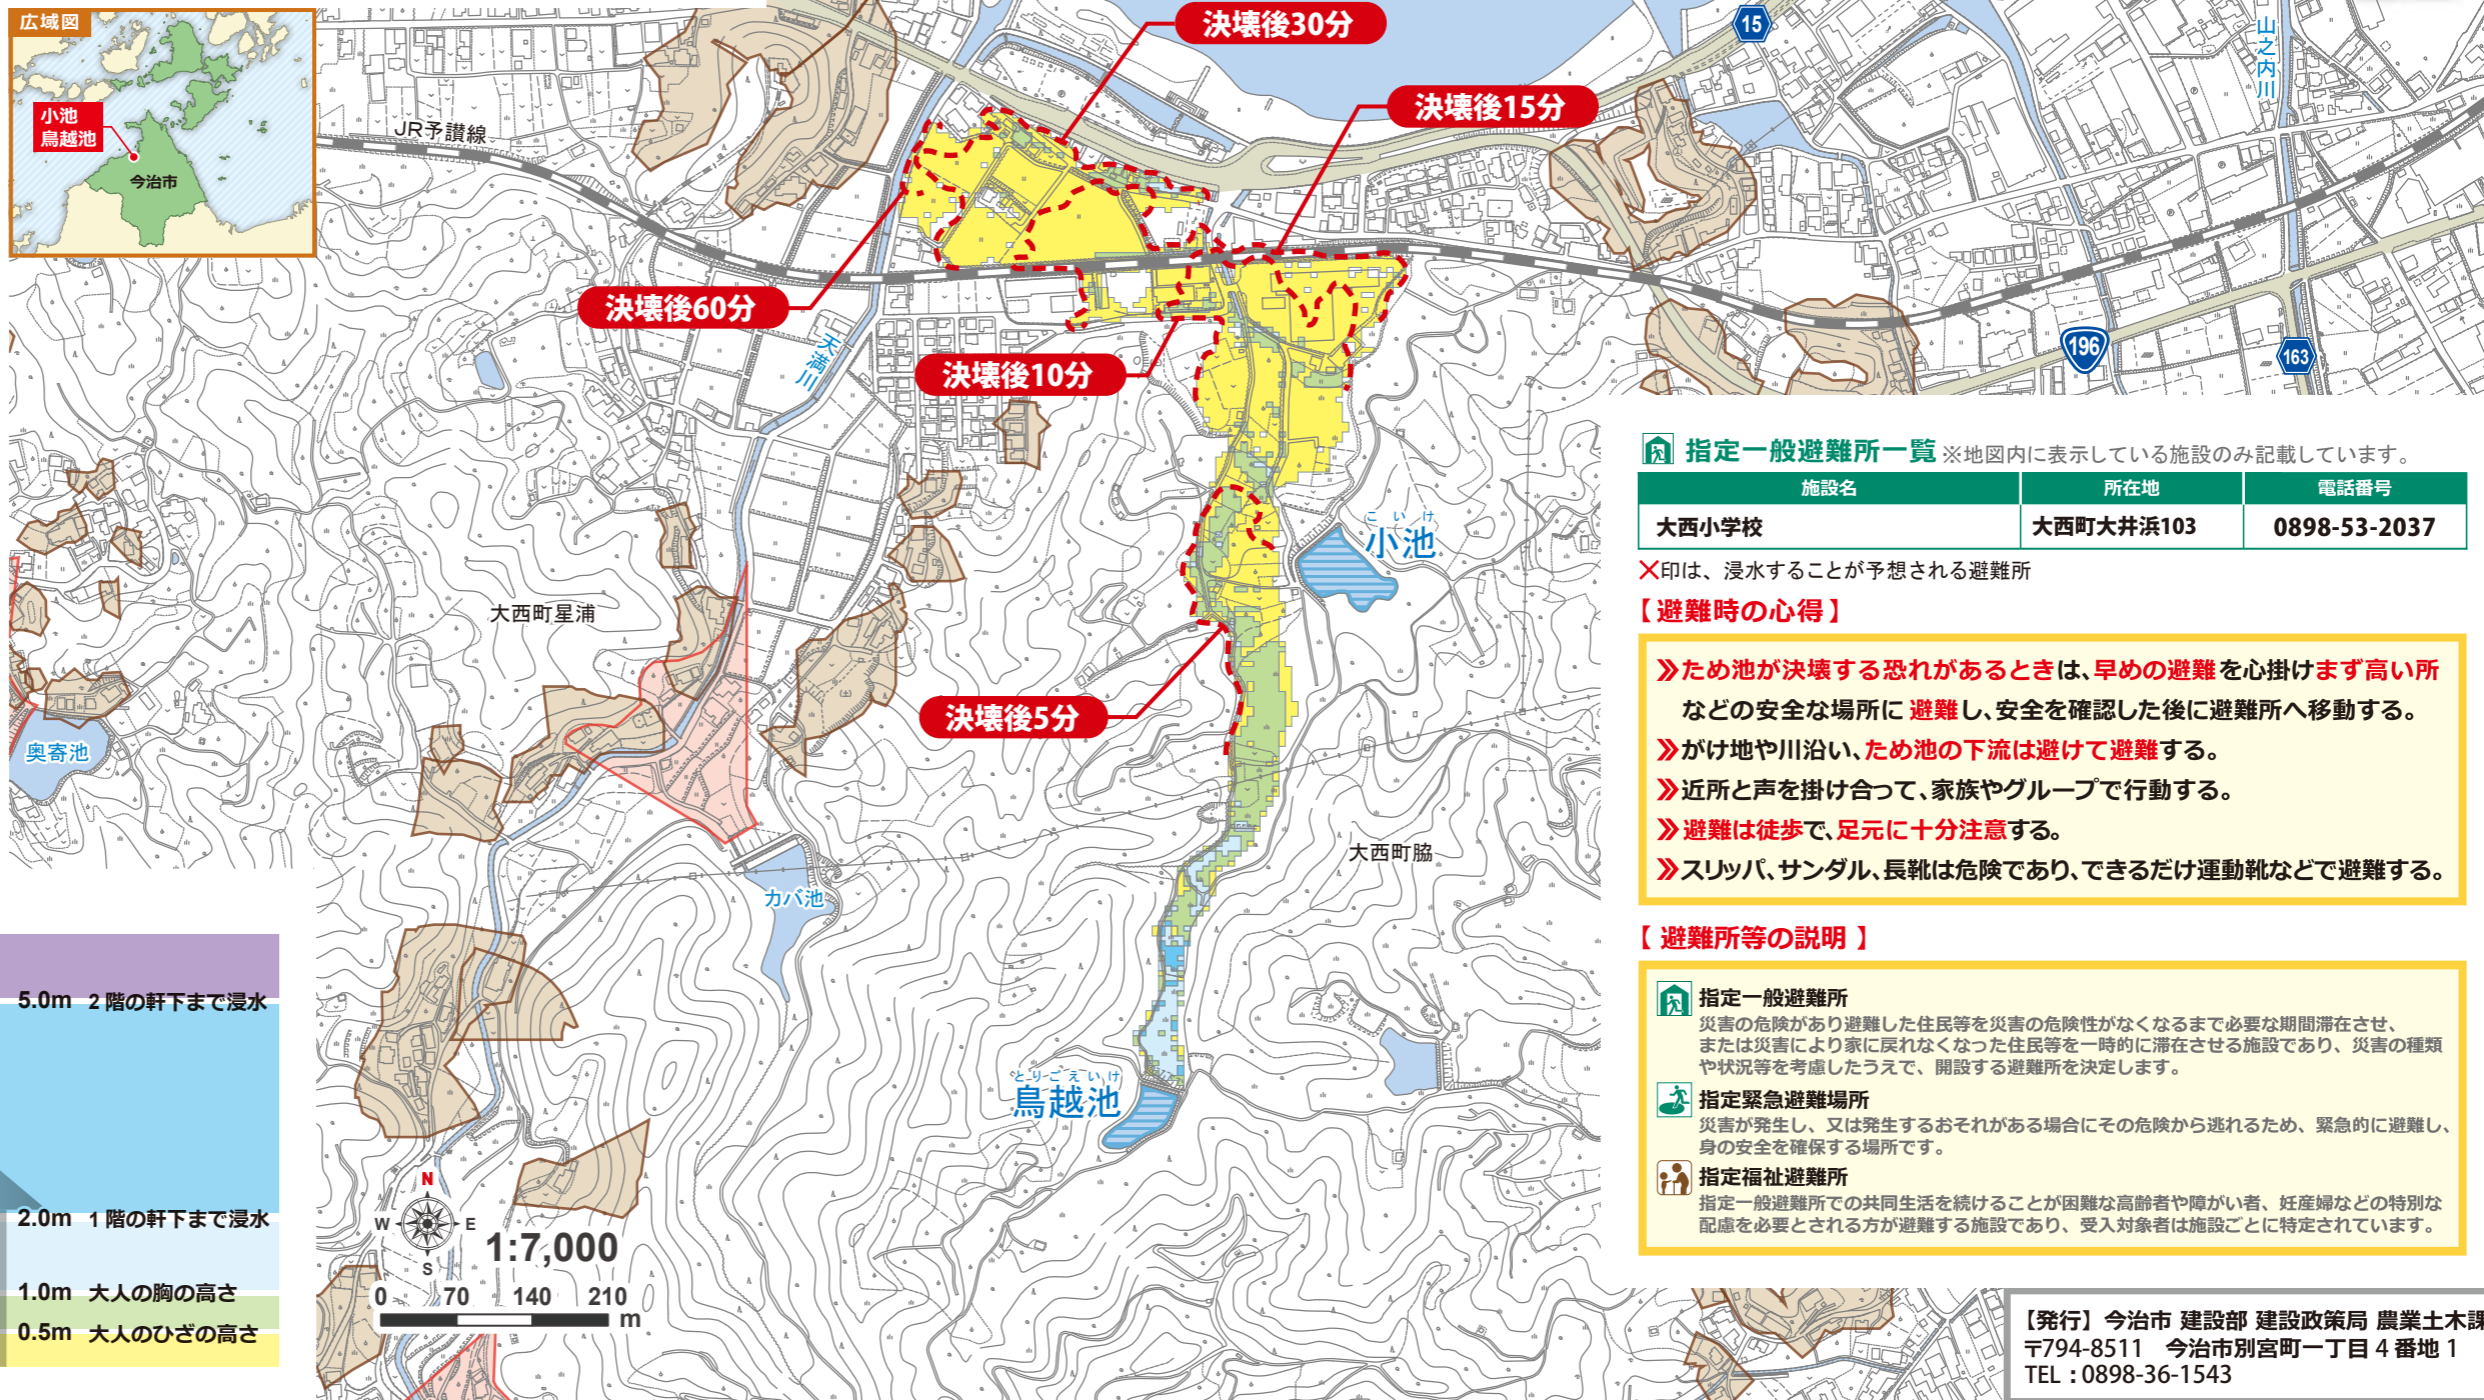 広域図
小池
鳥越池
今治市
JR予讃線
決壊後30分
決壊後15分
15
山之内川
決壊後60分
天満川
決壊後10分
196
163
こいけ
小池
大西町星浦
決壊後5分
奥寄池
カバ池
大西町脇
とりごえいけ
鳥越池
指定一般避難所一覧 ※地図内に表示している施設のみ記載しています。
施設名 所在地 電話番号
大西小学校 大西町大井浜103 0898-53-2037
×印は、浸水することが予想される避難所
【避難時の心得】
≫ため池が決壊する恐れがあるときは、早めの避難を心掛けまず高い所
などの安全な場所に 避難し、安全を確認した後に避難所へ移動する。
≫がけ地や川沿い、ため池の下流は避けて避難する。
≫近所と声を掛け合って、家族やグループで行動する。
≫避難は徒歩で、足元に十分注意する。
≫スリッパ、サンダル、長靴は危険であり、できるだけ運動靴などで避難する。
【 避難所等の説明 】
指定一般避難所
災害の危険があり避難した住民等を災害の危険性がなくなるまで必要な期間滞在させ、
または災害により家に戻れなくなった住民等を一時的に滞在させる施設であり、災害の種類
や状況等を考慮したうえで、開設する避難所を決定します。
指定緊急避難場所
災害が発生し、又は発生するおそれがある場合にその危険から逃れるため、緊急的に避難し、
身の安全を確保する場所です。
指定福祉避難所
指定一般避難所での共同生活を続けることが困難な高齢者や障がい者、妊産婦などの特別な
配慮を必要とされる方が避難する施設であり、受入対象者は施設ごとに特定されています。
5.0m 2階の軒下まで浸水
2.0m 1階の軒下まで浸水
1.0m 大人の胸の高さ
0.5m 大人のひざの高さ
N
W E
S
1:7,000
0 70 140 210
m
【発行】今治市 建設部 建設政策局 農業土木課
〒794-8511 今治市別宮町一丁目4番地1
TEL：0898-36-1543